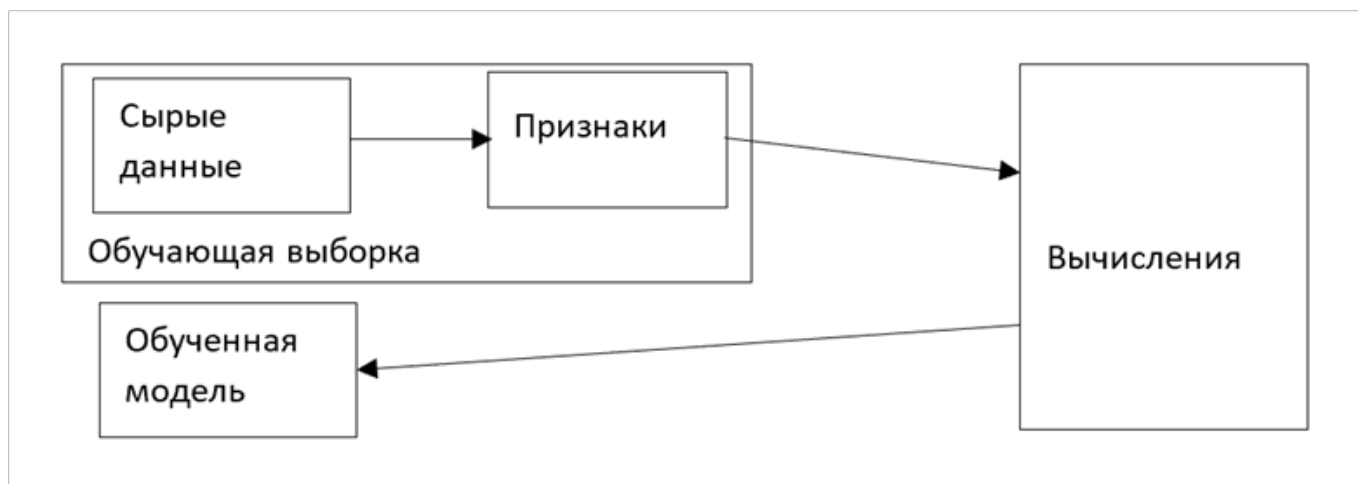 Сырые
данные
Признаки
Обучающая выборка
Вычисления
Обученная
модель